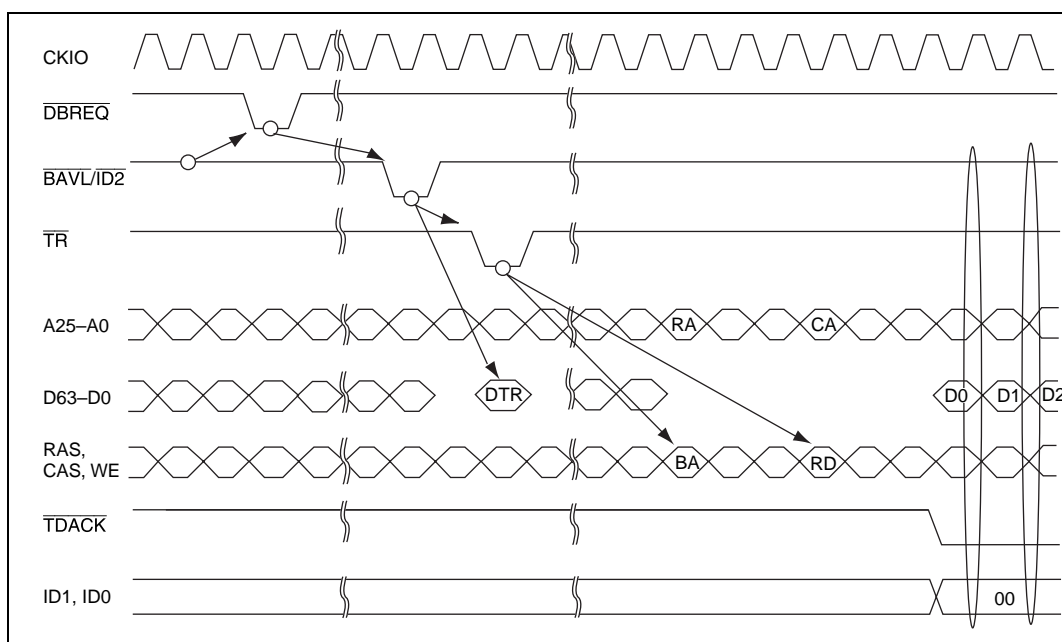 CKIO
DBREQ
BAVL/ID2
TR
A25–A0
RA
CA
D63–D0
DTR
D0
D1
D2
RAS,
CAS, WE
BA
RD
TDACK
ID1, ID0
00